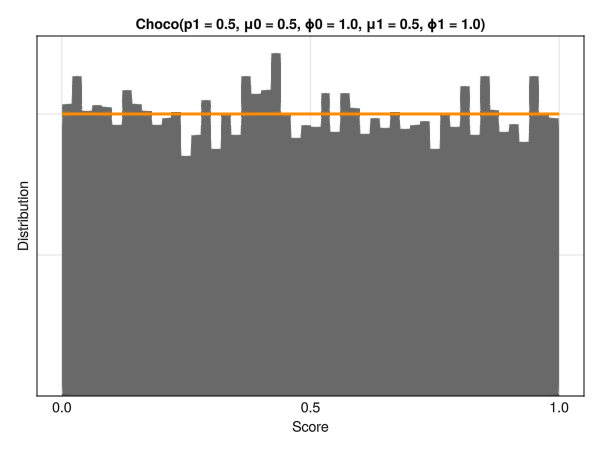 Choco(p1 = 0.5, μ0 = 0.5, ϕ0 = 1.0, μ1 = 0.5, ϕ1 = 1.0)
Distribution
0.0 0.5 1.0
Score